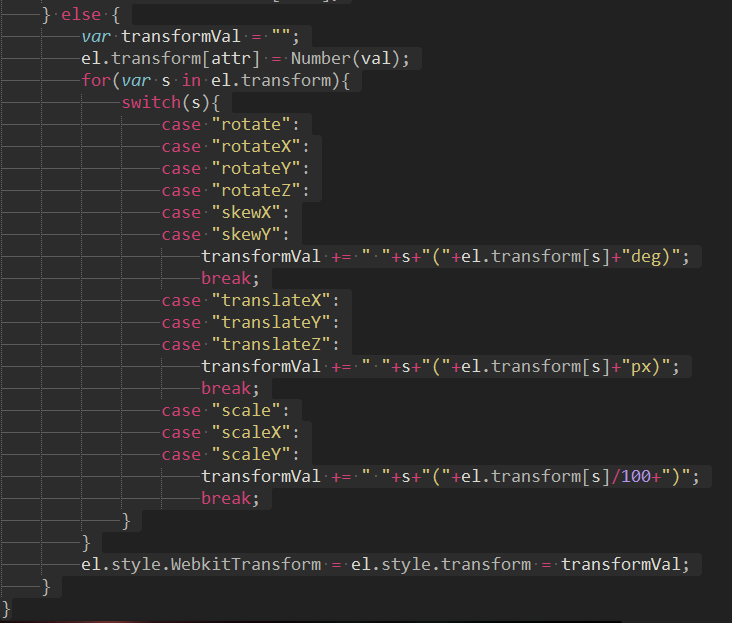 } else {
var transformVal = "";
el.transform[attr] = Number(val);
for(var s in el.transform){
switch(s){
case "rotate":
case "rotateX":
case "rotateY":
case "rotateZ":
case "skewX":
case "skewY":
transformVal += " "+s+"("+el.transform[s]+"deg)";
break;
case "translateX":
case "translateY":
case "translateZ":
transformVal += " "+s+"("+el.transform[s]+"px)";
break;
case "scale":
case "scaleX":
case "scaleY":
transformVal += " "+s+"("+el.transform[s]/100+")";
break;
}
}
el.style.WebkitTransform = el.style.transform = transformVal;
}
}